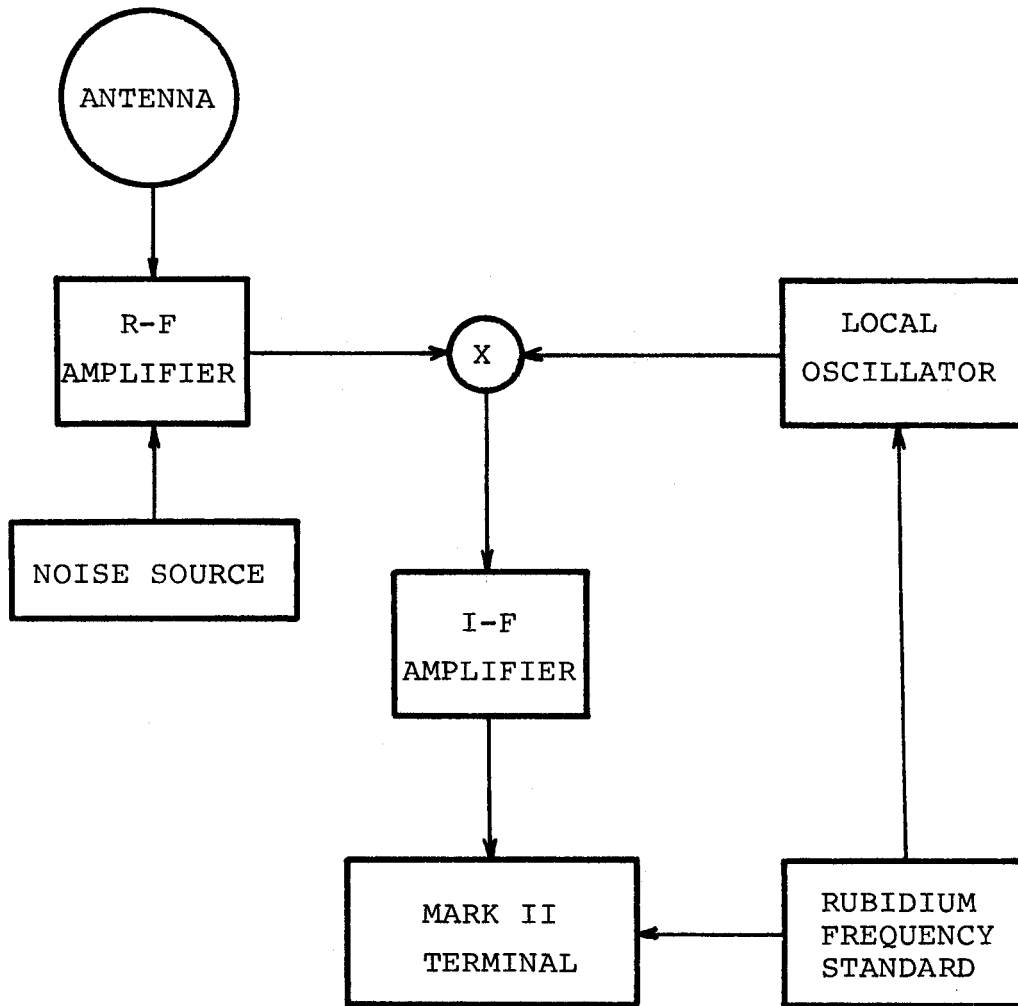 ANTENNA
R-F
AMPLIFIER
X
LOCAL
OSCILLATOR
NOISE SOURCE
I-F
AMPLIFIER
MARK II
TERMINAL
RUBIDIUM
FREQUENCY
STANDARD